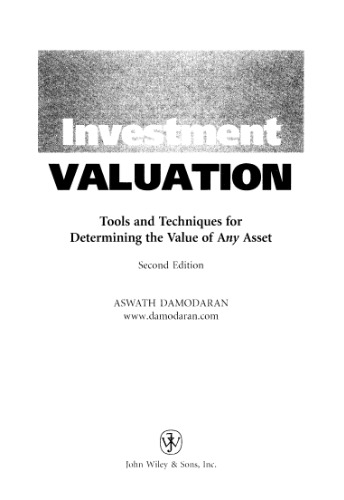 Investment
VALUATION
Tools and Techniques for
Determining the Value of Any Asset
Second Edition
ASWATH DAMODARAN
www.damodaran.com
John Wiley & Sons, Inc.